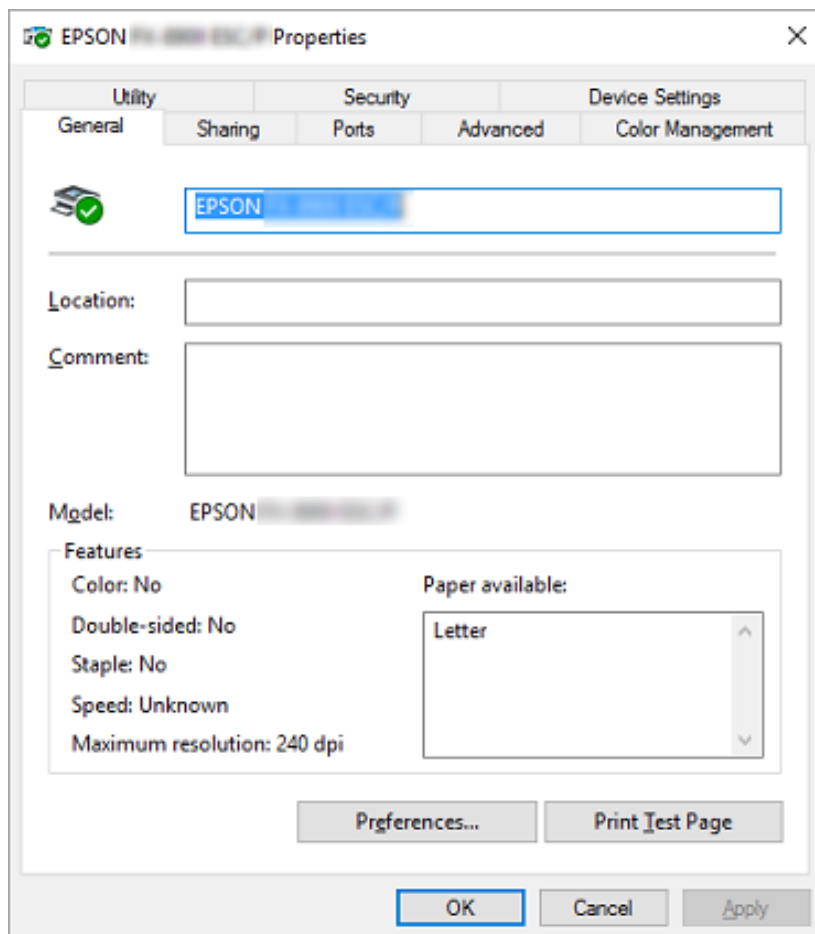 EPSON Properties
Utility Security Device Settings
General Sharing Ports Advanced Color Management
EPSON
Location:
Comment:
Model: EPSON
Features
Color: No
Double-sided: No
Staple: No
Speed: Unknown
Maximum resolution: 240 dpi
Paper available:
Letter
Preferences... Print Test Page
OK Cancel Apply